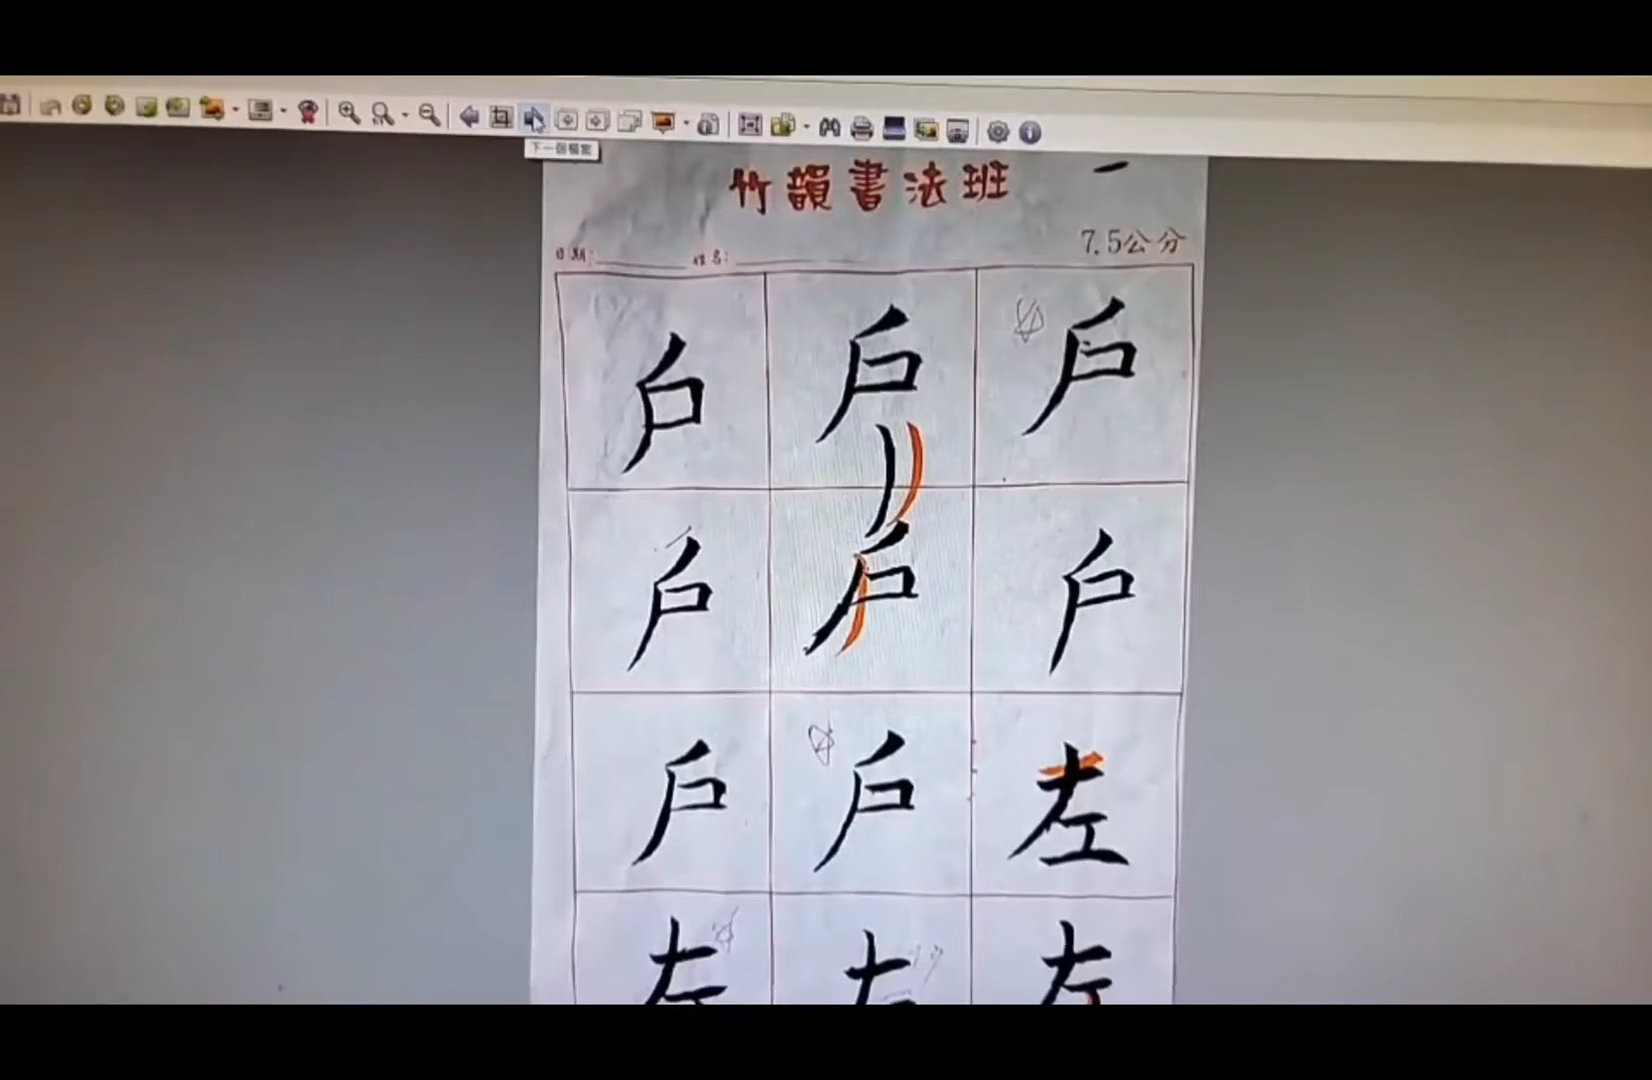 下一個檔案
竹韻書法班
一
7.5公分
日期: 姓名:
戶 戶 戶
戶 戶 戶
戶 戶 左
左 左 左